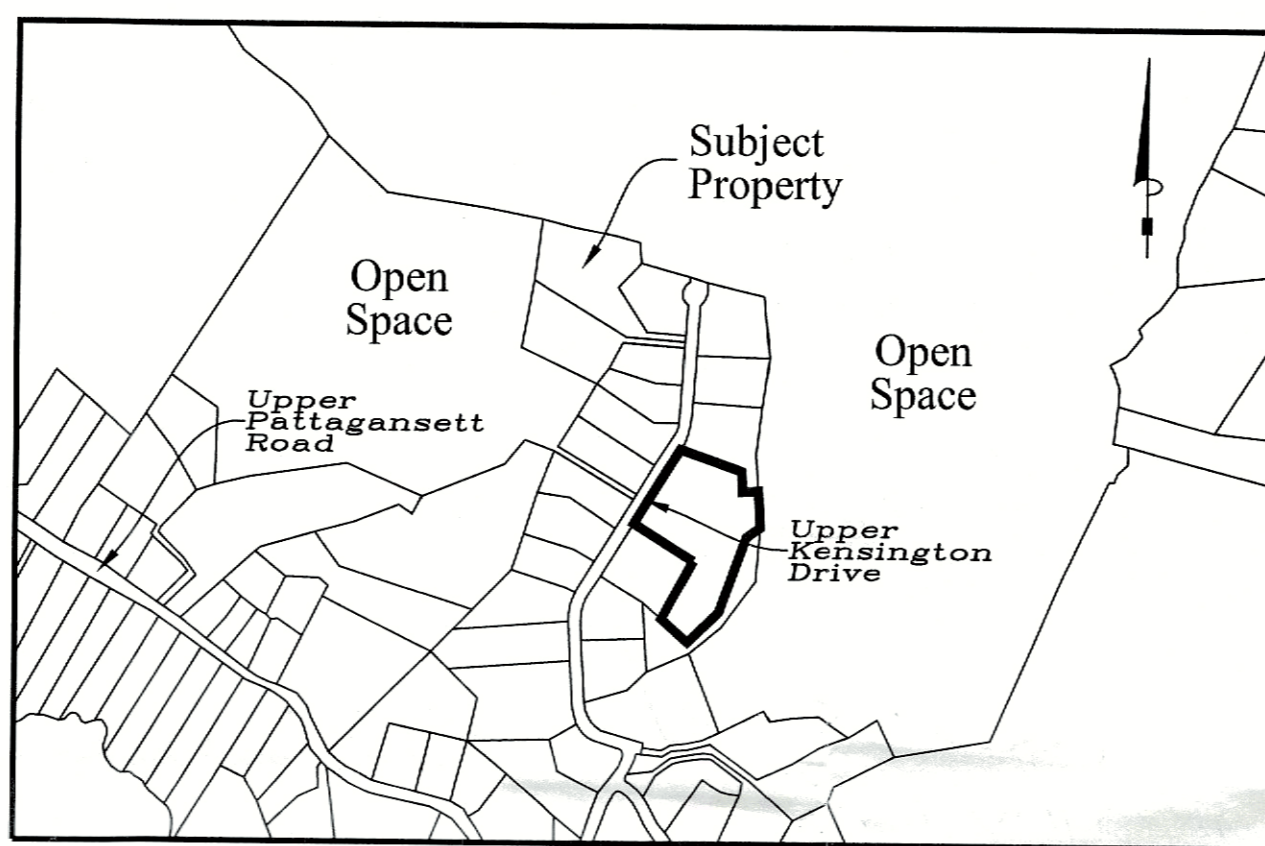 Subject
Property
Open
Space
Open
Space
Upper
Pattagansett
Road
Upper
Kensington
Drive